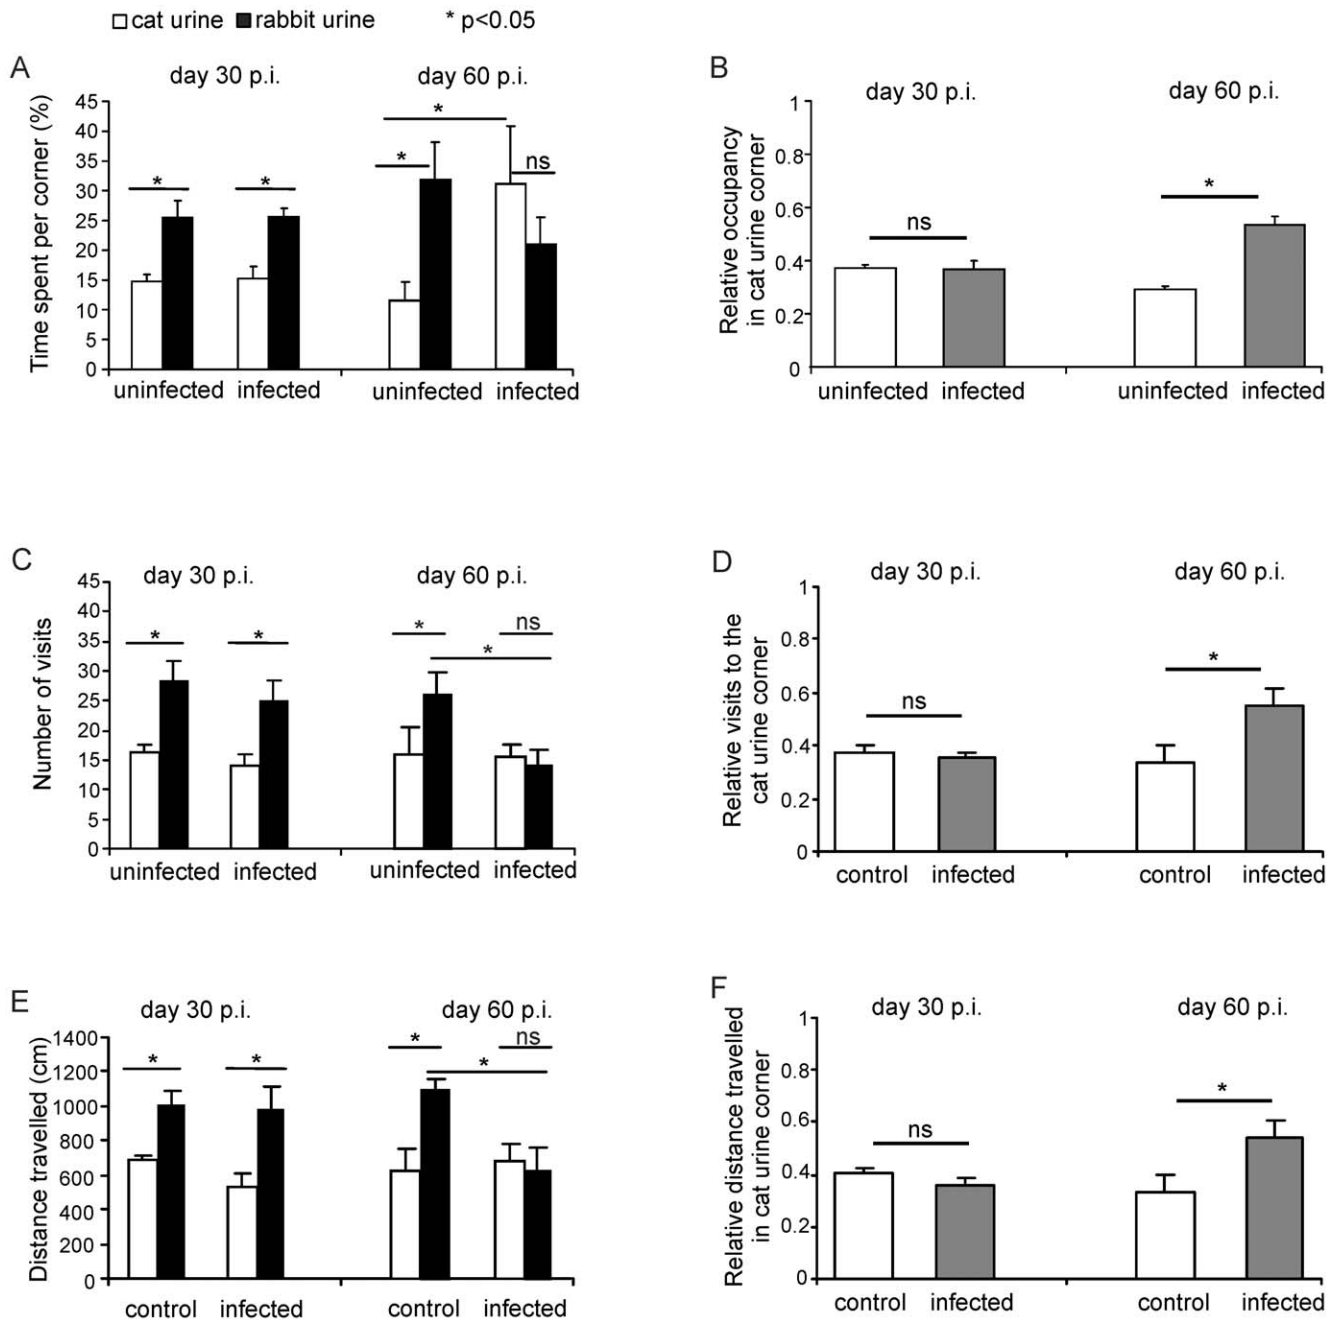 cat urine rabbit urine * p<0.05
A
day 30 p.i. day 60 p.i.
Time spent per corner (%)
45
40
35
30
25
20
15
10
5
0
* * * * ns
uninfected infected uninfected infected
B
day 30 p.i. day 60 p.i.
Relative occupancy
in cat urine corner
1
0.8
0.6
0.4
0.2
0
ns *
uninfected infected uninfected infected
C
day 30 p.i. day 60 p.i.
Number of visits
45
40
35
30
25
20
15
10
5
0
* * * ns
*
uninfected infected uninfected infected
D
day 30 p.i. day 60 p.i.
Relative visits to the
cat urine corner
1
0.8
0.6
0.4
0.2
0
ns *
control infected control infected
E
day 30 p.i. day 60 p.i.
Distance travelled (cm)
1400
1200
1000
800
600
400
200
0
* * * ns
*
control infected control infected
F
day 30 p.i. day 60 p.i.
Relative distance travelled
in cat urine corner
1
0.8
0.6
0.4
0.2
0
ns *
control infected control infected